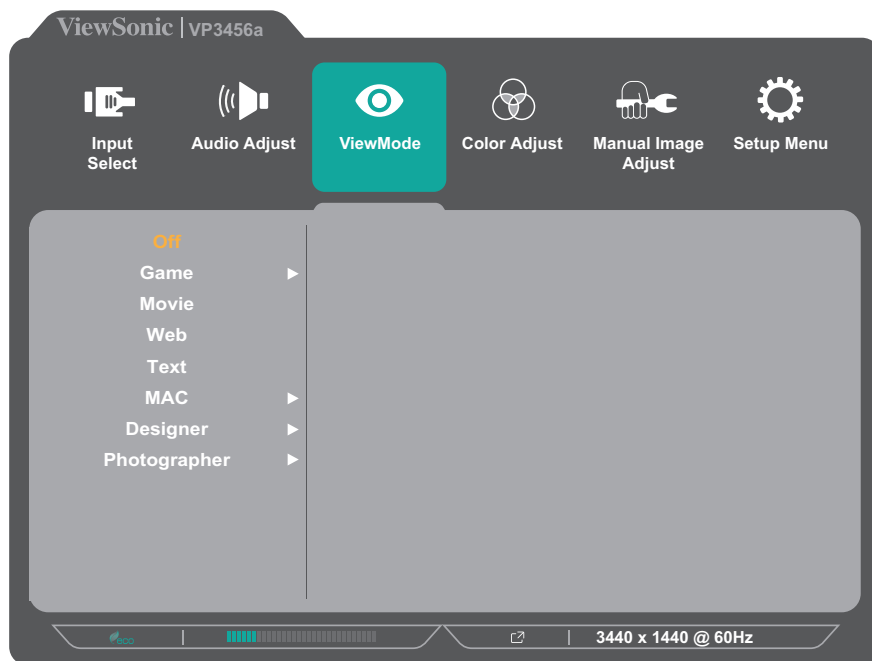 ViewSonic | VP3456a
Input Select
Audio Adjust
ViewMode
Color Adjust
Manual Image Adjust
Setup Menu
Off
Game
Movie
Web
Text
MAC
Designer
Photographer
eco
3440 x 1440 @ 60Hz